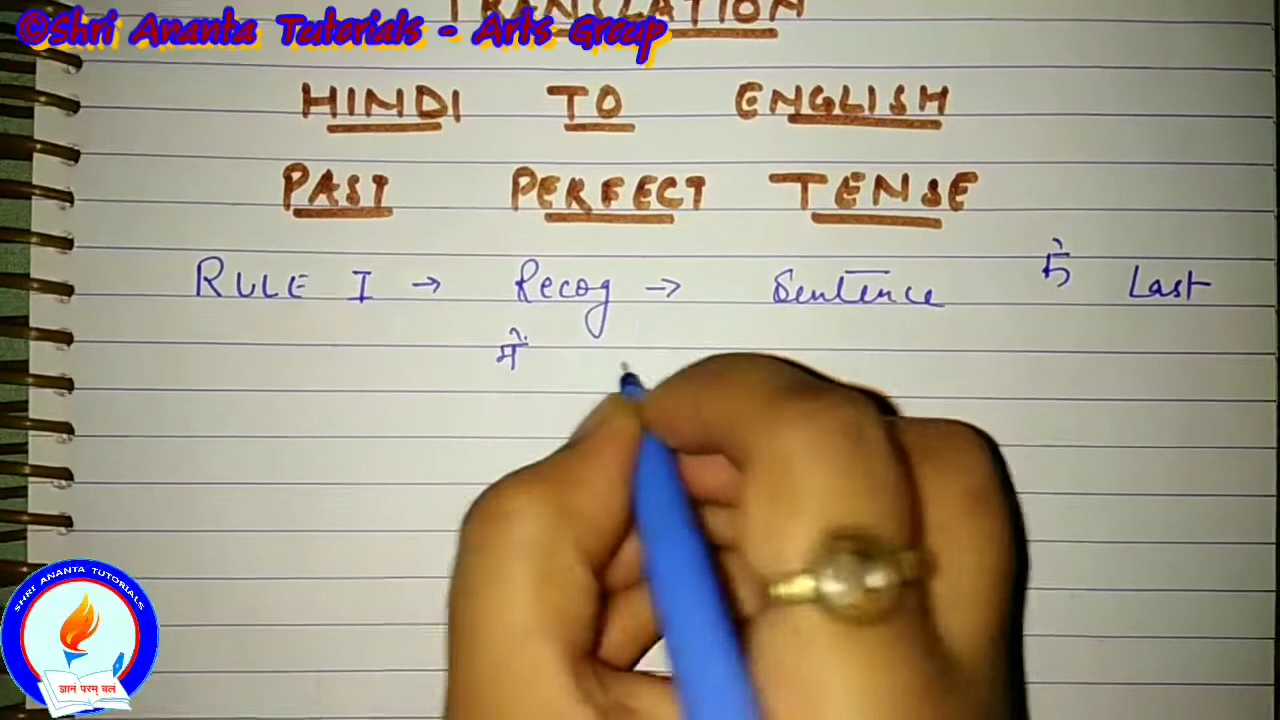 TRANSLATION
©Shri Ananta Tutorials - Arts Group
HINDI TO ENGLISH
PAST PERFECT TENSE
RULE I → Recog → Sentence के Last
में
SHRI ANANTA TUTORIALS
ज्ञानं परमं बलं